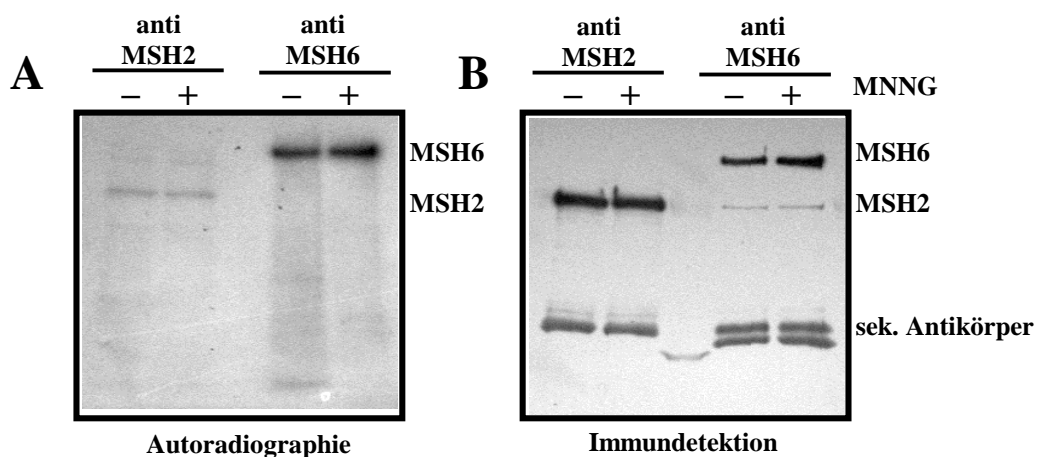 A
anti
MSH2
anti
MSH6
– + – +
MSH6
MSH2
Autoradiographie
B
anti
MSH2
anti
MSH6
– + – +
MNNG
MSH6
MSH2
sek. Antikörper
Immundetektion